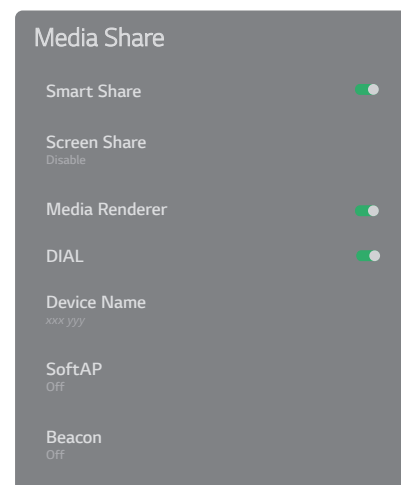 Media Share
Smart Share
Screen Share
Disable
Media Renderer
DIAL
Device Name
xxx yyy
SoftAP
Off
Beacon
Off